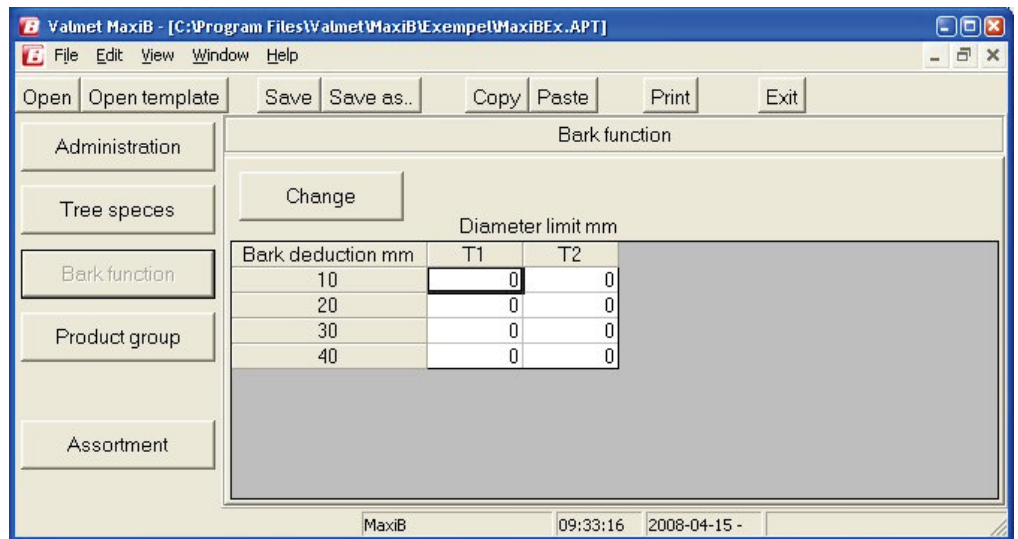 Valmet MaxiB - [C:\Program Files\Valmet\MaxiB\Exempel\MaxiBEx.APT]
File Edit View Window Help
Open Open template Save Save as.. Copy Paste Print Exit
Administration
Bark function
Tree speces
Change
Diameter limit mm
Bark function
Bark deduction mm T1 T2
10 0 0
20 0 0
30 0 0
40 0 0
Product group
Assortment
MaxiB 09:33:16 2008-04-15 -